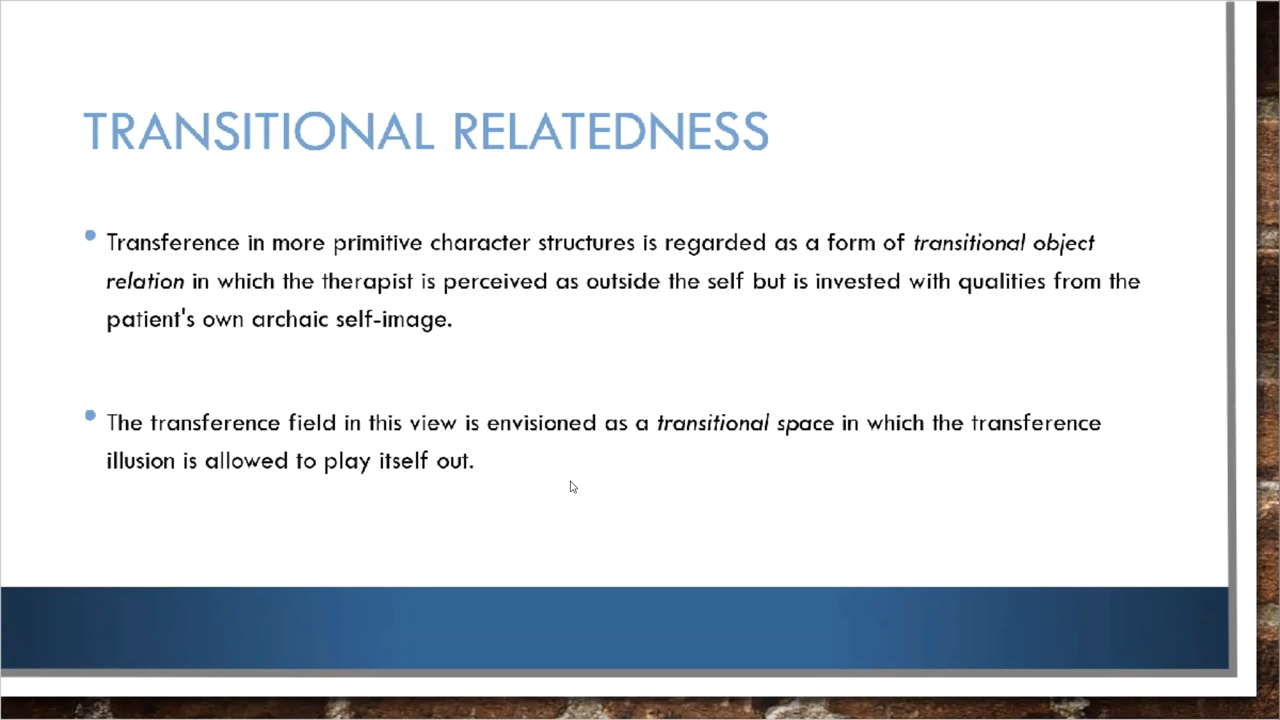 TRANSITIONAL RELATEDNESS
• Transference in more primitive character structures is regarded as a form of transitional object
relation in which the therapist is perceived as outside the self but is invested with qualities from the
patient's own archaic self-image.
• The transference field in this view is envisioned as a transitional space in which the transference
illusion is allowed to play itself out.